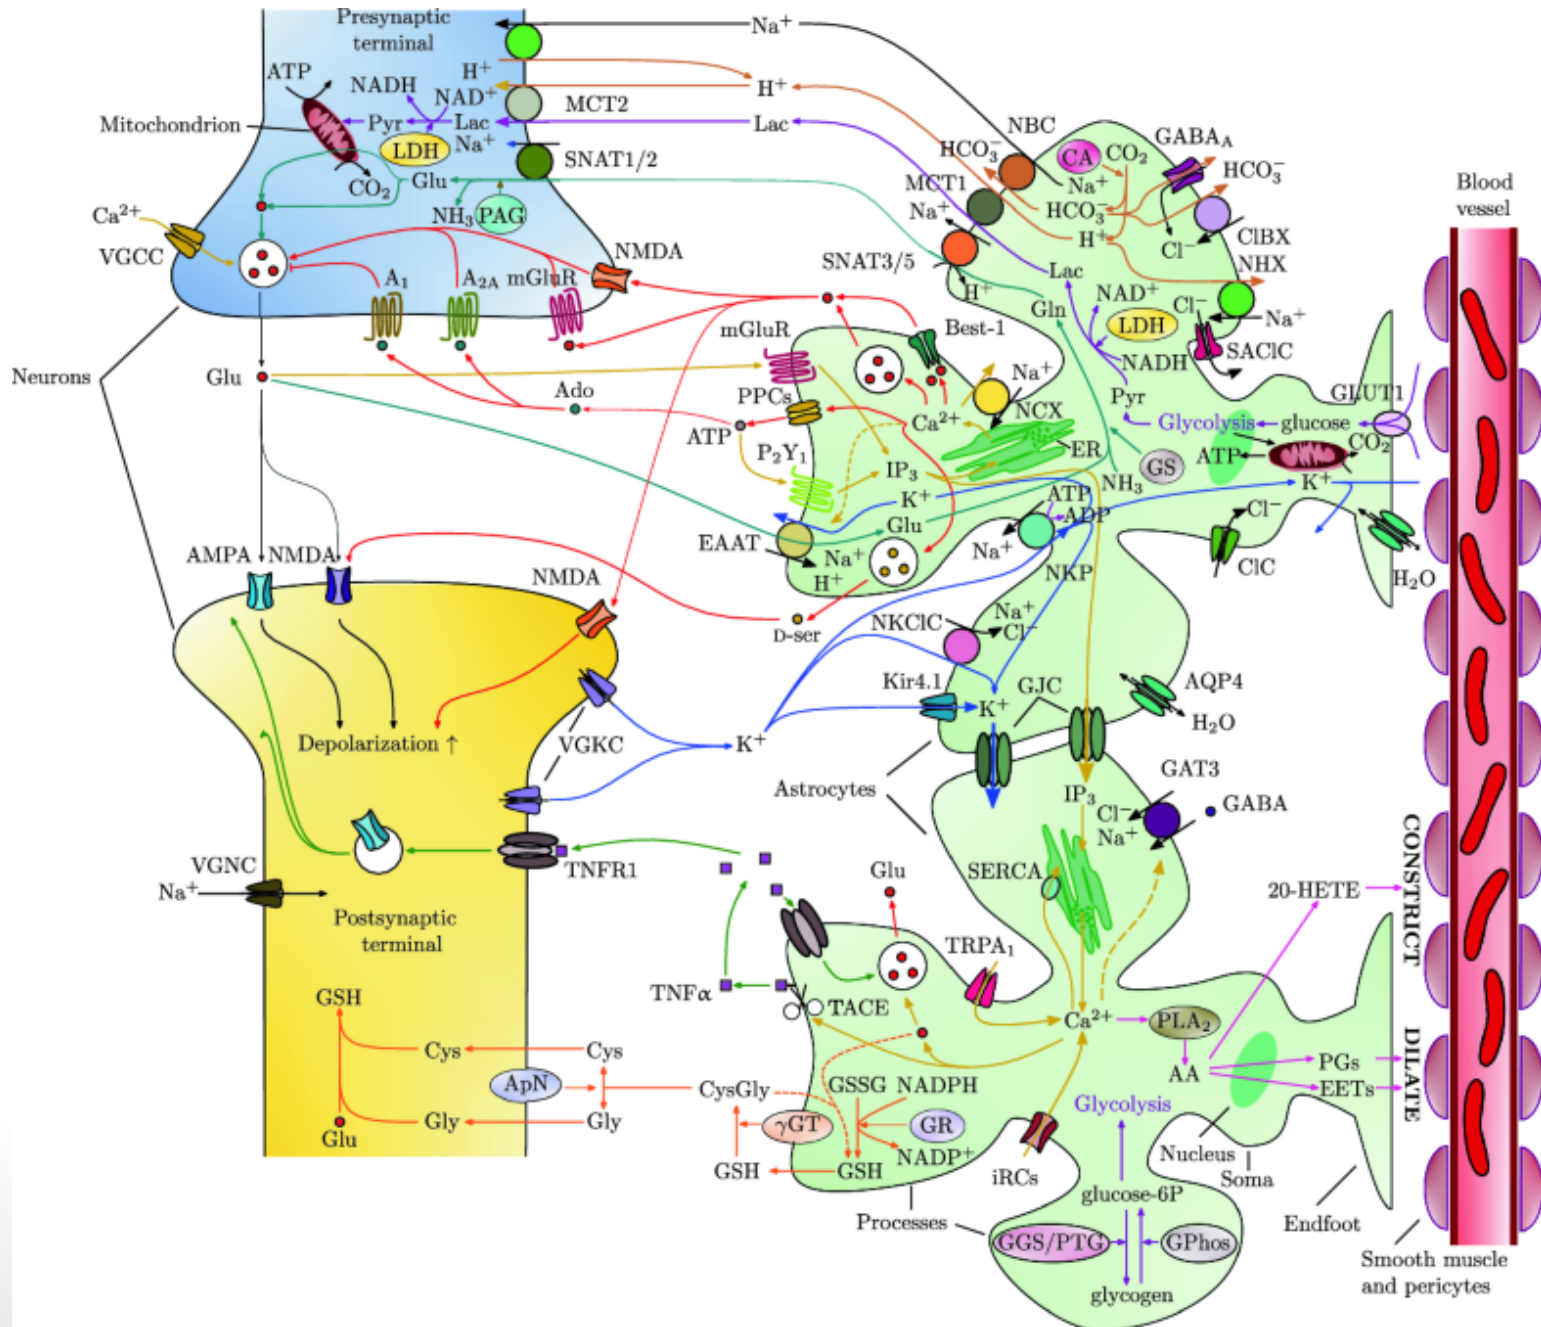 Presynaptic
terminal
Na⁺
ATP
NADH
H⁺
H⁺
NAD⁺
MCT2
Mitochondrion
Pyr
Lac
Lac
LDH
Na⁺
SNAT1/2
CO₂
Glu
NH₃
PAG
Ca²⁺
VGCC
A₁
A₂A
mGluR
NMDA
NBC
GABA_A
HCO₃⁻
CA
CO₂
HCO₃⁻
MCT1
Na⁺
Na⁺
HCO₃⁻
H⁺
Cl⁻
ClBX
SNAT3/5
H⁺
Lac
NHX
NAD⁺
Cl⁻
Na⁺
Gln
LDH
NADH
SAClC
Blood
vessel
Neurons
Glu
Ado
mGluR
Best-1
PPCs
Na⁺
NCX
Ca²⁺
ER
ATP
P₂Y₁
IP₃
K⁺
Glu
EAAT
Na⁺
H⁺
Pyr
Glycolysis
glucose
GLUT1
CO₂
ATP
GS
NH₃
K⁺
ATP
ADP
Na⁺
NKP
Cl⁻
ClC
H₂O
AMPA
NMDA
NMDA
D-ser
NKClC
Na⁺
Cl⁻
Kir4.1
K⁺
GJC
AQP4
H₂O
Depolarization ↑
VGKC
K⁺
Astrocytes
IP₃
Cl⁻
Na⁺
GAT3
GABA
VGNC
Na⁺
TNFR1
Glu
SERCA
20-HETE
CONSTRICT
Postsynaptic
terminal
TRPA₁
TNFα
TACE
Ca²⁺
PLA₂
AA
PGs
EETs
DILATE
GSH
Cys
Cys
ApN
Gly
Gly
Glu
CysGly
GSSG
NADPH
γGT
GR
GSH
GSH
NADP⁺
iRCs
Glycolysis
Nucleus
Soma
Processes
glucose-6P
Endfoot
GGS/PTG
GPhos
glycogen
Smooth muscle
and pericytes